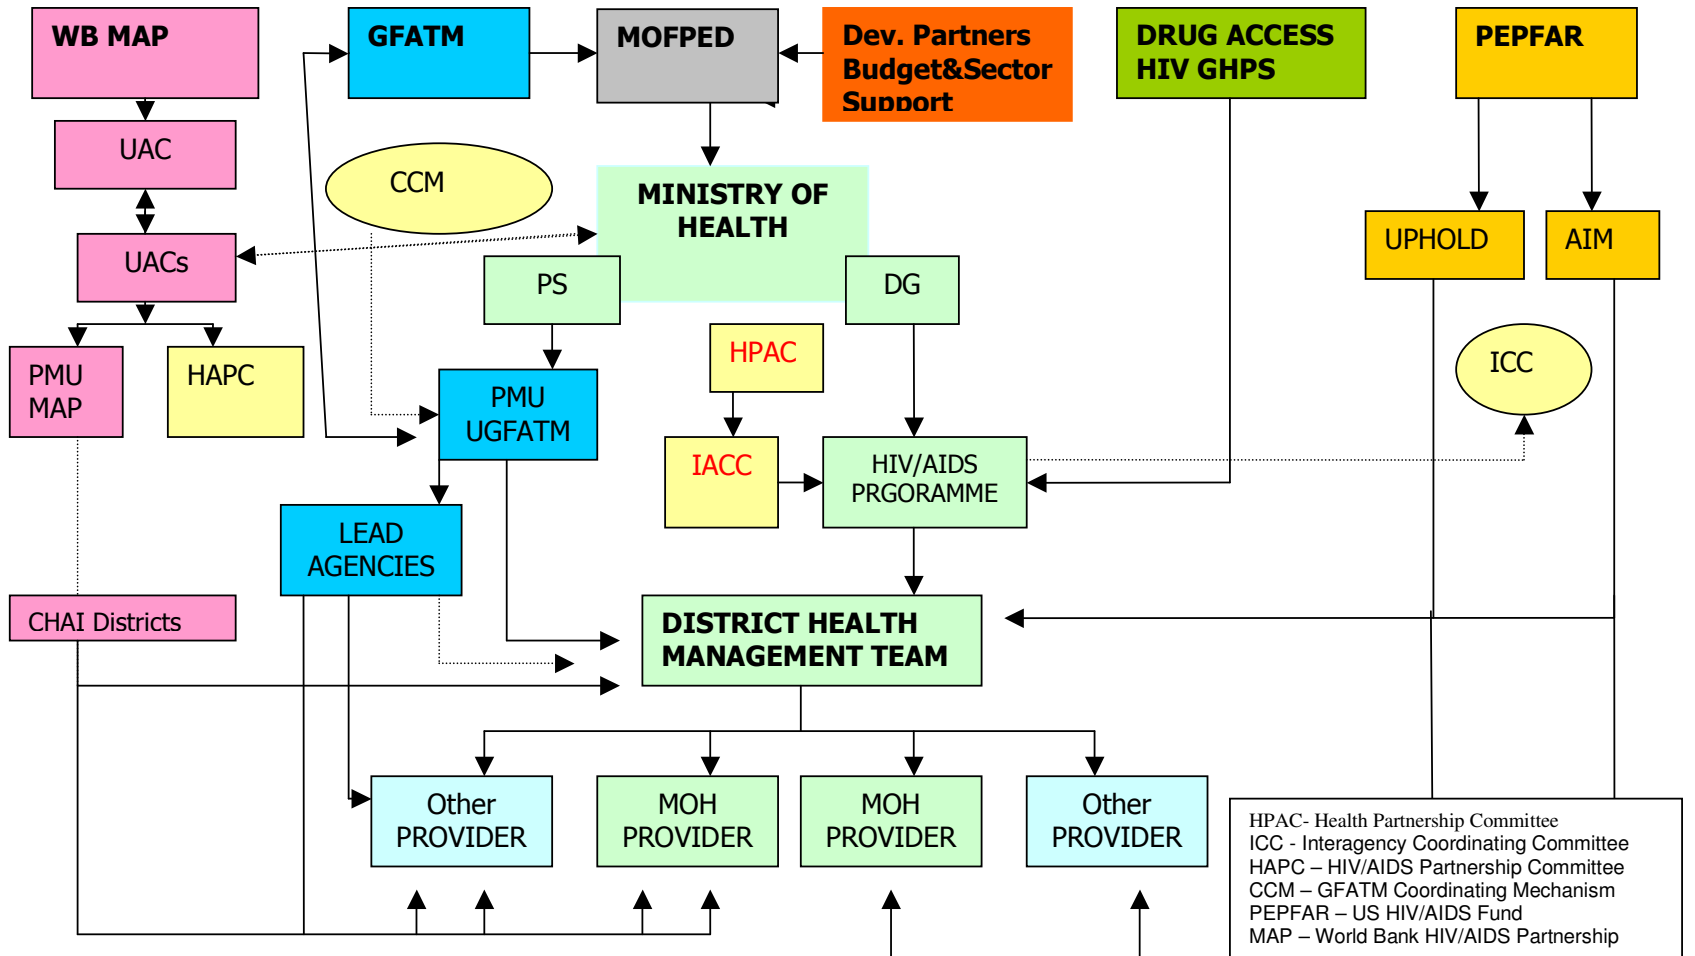 WB MAP
GFATM
MOFPED
Dev. Partners
Budget&Sector
Support
DRUG ACCESS
HIV GHPS
PEPFAR
UAC
CCM
MINISTRY OF
HEALTH
UPHOLD
AIM
UACs
PS
DG
PMU
MAP
HAPC
HPAC
ICC
PMU
UGFATM
IACC
HIV/AIDS
PRGORAMME
LEAD
AGENCIES
CHAI Districts
DISTRICT HEALTH
MANAGEMENT TEAM
Other
PROVIDER
MOH
PROVIDER
MOH
PROVIDER
Other
PROVIDER
HPAC- Health Partnership Committee
ICC - Interagency Coordinating Committee
HAPC – HIV/AIDS Partnership Committee
CCM – GFATM Coordinating Mechanism
PEPFAR – US HIV/AIDS Fund
MAP – World Bank HIV/AIDS Partnership